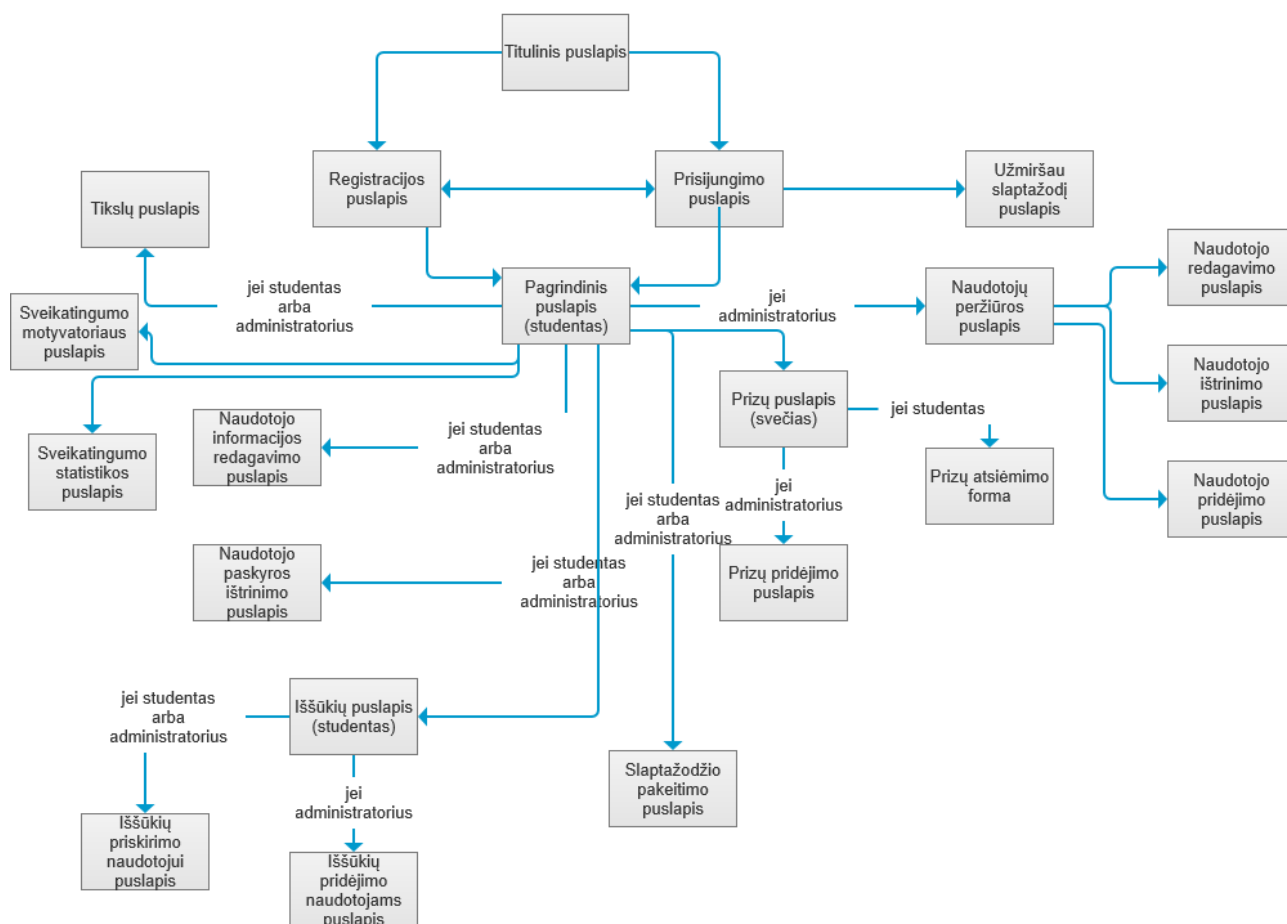 Titulinis puslapis
Registracijos
puslapis
Prisijungimo
puslapis
Užmiršau
slaptažodį
puslapis
Tikslų puslapis
Naudotojo
redagavimo
puslapis
jei studentas
arba
administratorius
Pagrindinis
puslapis
(studentas)
jei
administratorius
Naudotojų
peržiūros
puslapis
Sveikatingumo
motyvatoriaus
puslapis
Naudotojo
ištrinimo
puslapis
Prizų puslapis
(svečias)
jei studentas
Naudotojo
informacijos
redagavimo
puslapis
jei studentas
arba
administratorius
Sveikatingumo
statistikos
puslapis
Prizų atsiėmimo
forma
Naudotojo
pridėjimo
puslapis
jei studentas
arba
administratorius
jei
administratorius
Naudotojo
paskyros
ištrinimo
puslapis
jei studentas
arba
administratorius
Prizų pridėjimo
puslapis
jei studentas
arba
administratorius
Iššūkių puslapis
(studentas)
jei
administratorius
Slaptažodžio
pakeitimo
puslapis
Iššūkių
priskirimo
naudotojui
puslapis
Iššūkių
pridėjimo
naudotojams
puslapis